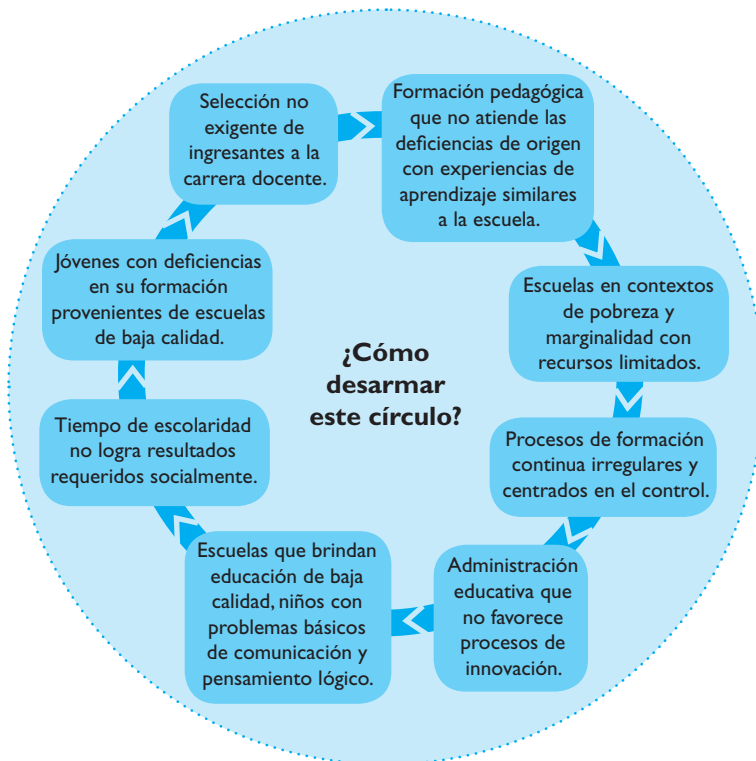 Selección no
exigente de
ingresantes a la
carrera docente.
Formación pedagógica
que no atiende las
deficiencias de origen
con experiencias de
aprendizaje similares
a la escuela.
Escuelas en contextos
de pobreza y
marginalidad con
recursos limitados.
Procesos de formación
continua irregulares y
centrados en el control.
Administración
educativa que
no favorece
procesos de
innovación.
Escuelas que brindan
educación de baja
calidad, niños con
problemas básicos
de comunicación y
pensamiento lógico.
Tiempo de escolaridad
no logra resultados
requeridos socialmente.
Jóvenes con deficiencias
en su formación
provenientes de escuelas
de baja calidad.
¿Cómo
desarmar
este círculo?